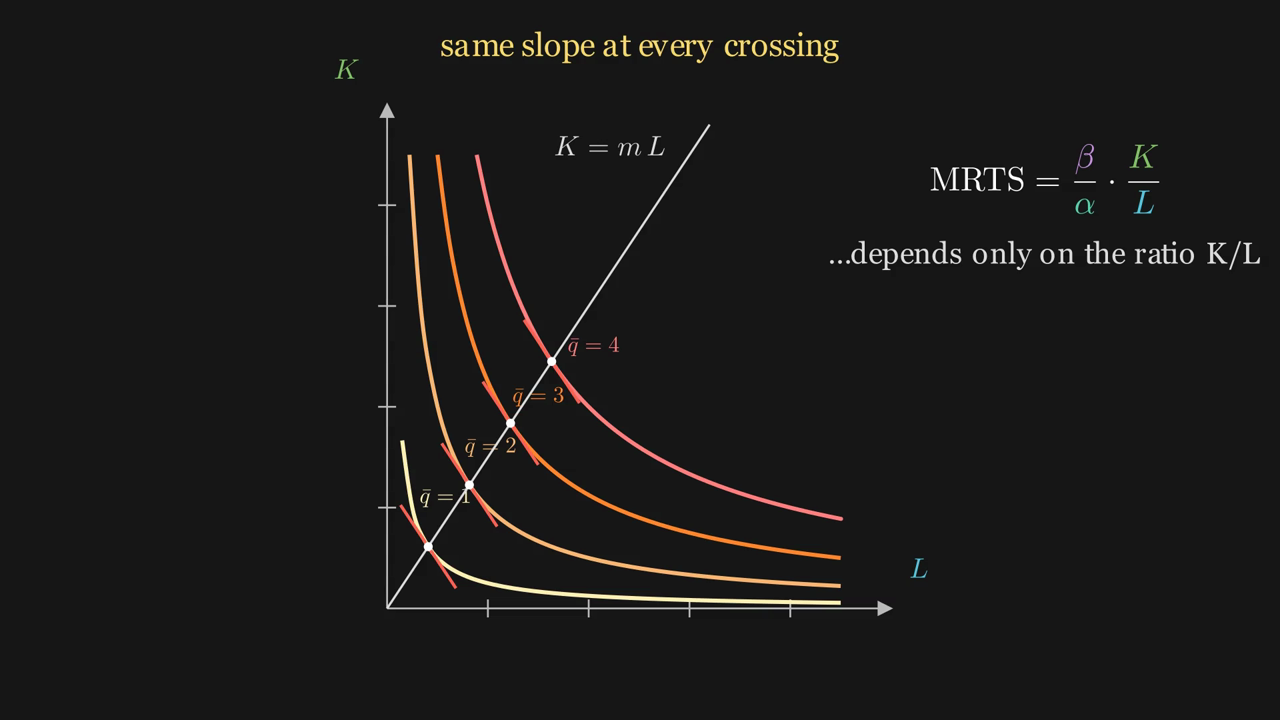 same slope at every crossing
K
K = m L
MRTS = β/α · K/L
...depends only on the ratio K/L
q̄ = 4
q̄ = 3
q̄ = 2
q̄ = 1
L